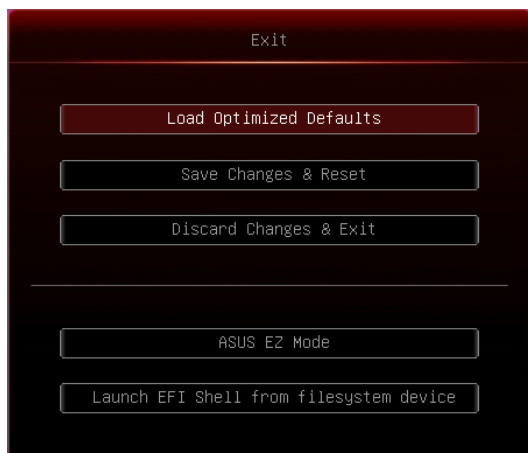 Exit
Load Optimized Defaults
Save Changes & Reset
Discard Changes & Exit
ASUS EZ Mode
Launch EFI Shell from filesystem device